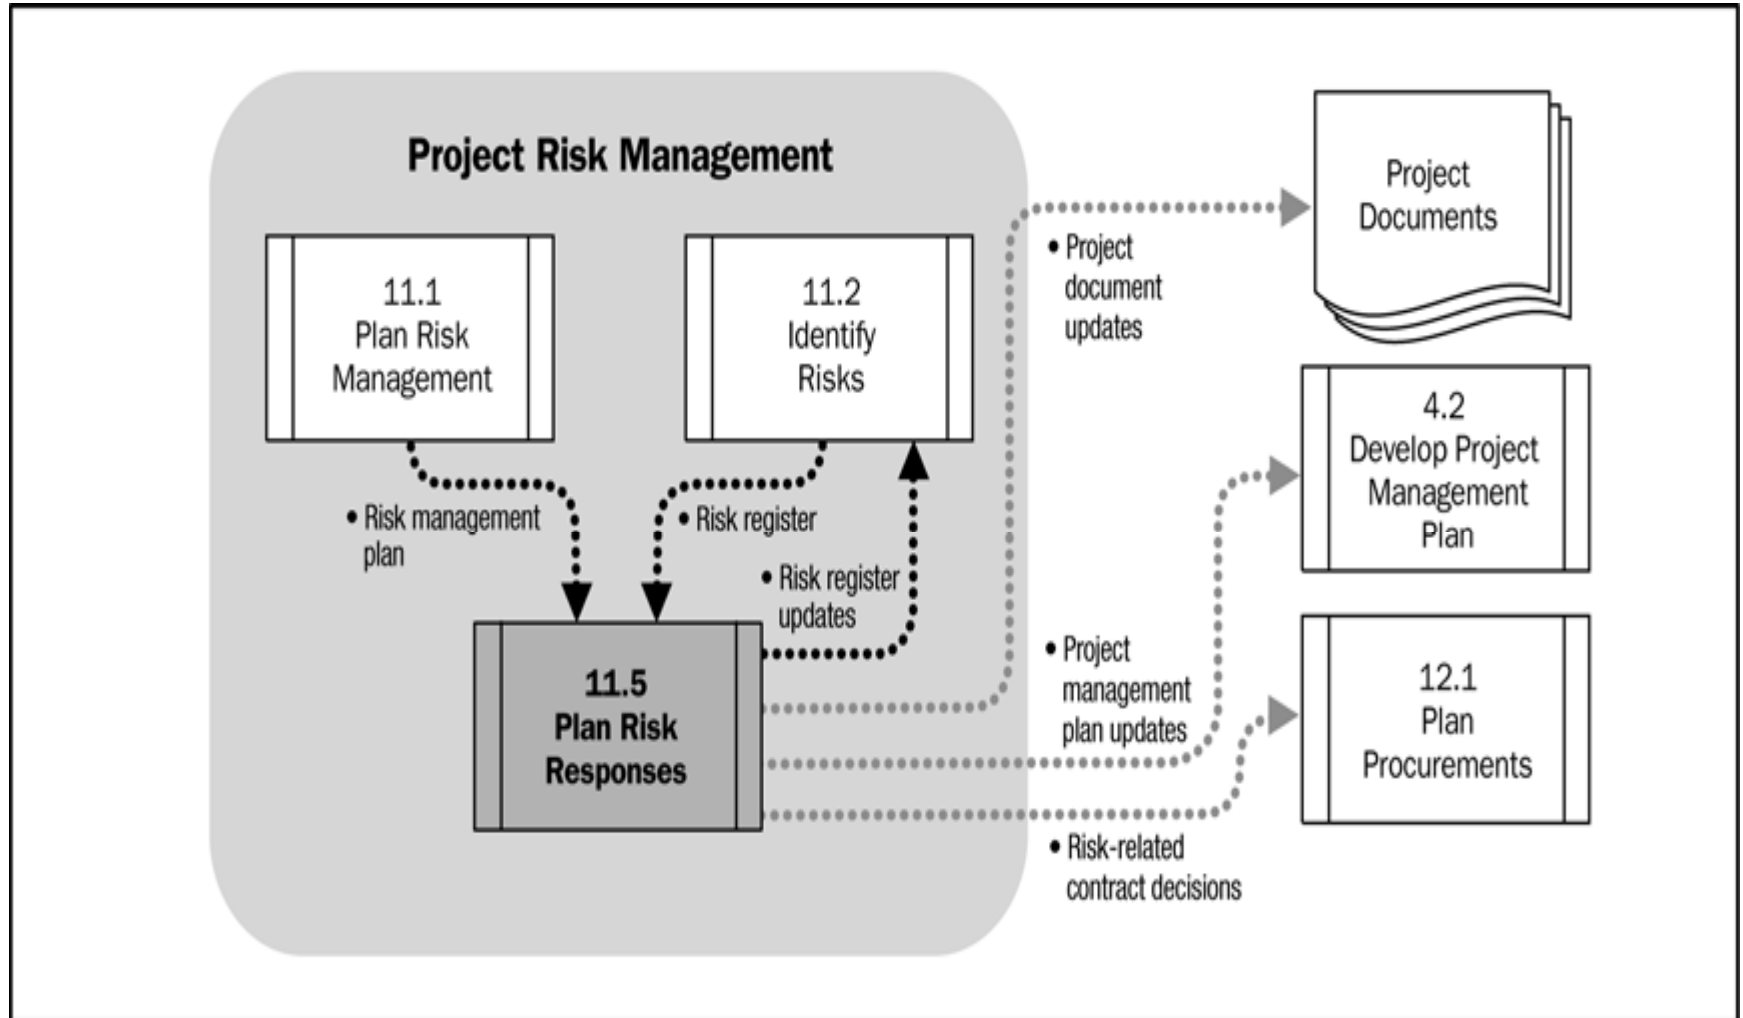 Project Risk Management
11.1
Plan Risk
Management
11.2
Identify
Risks
• Risk management
plan
• Risk register
• Risk register
updates
11.5
Plan Risk
Responses
• Project
document
updates
• Project
management
plan updates
• Risk-related
contract decisions
Project
Documents
4.2
Develop Project
Management
Plan
12.1
Plan
Procurements